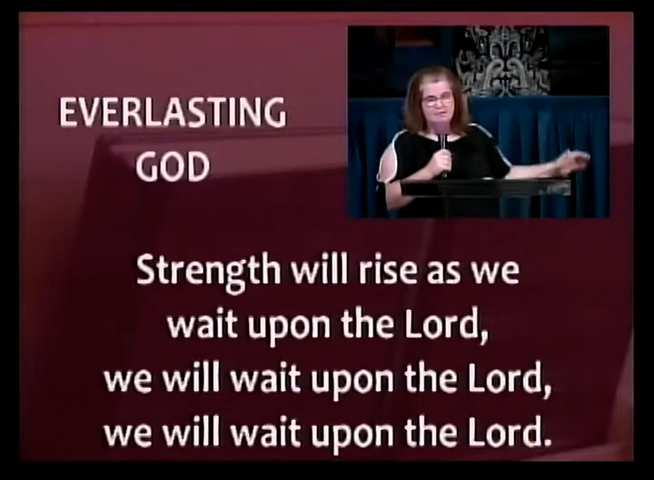 EVERLASTING
GOD
Strength will rise as we
wait upon the Lord,
we will wait upon the Lord,
we will wait upon the Lord.